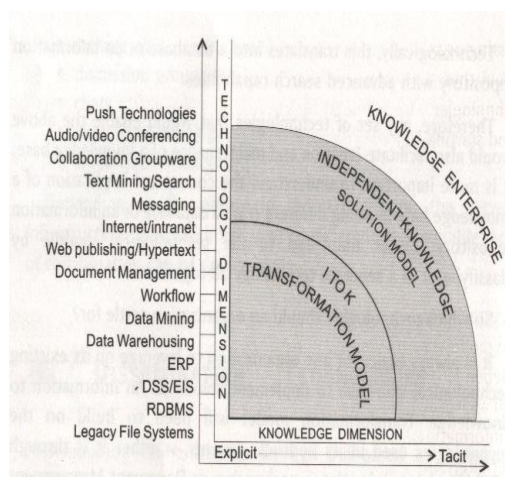 TECHNOLOGY DIMENSION
Push Ternologies
Audio/video Conferencing
Collaboration Groupware
Text Mining/Search
Messaging
Internet/intranet
Web publishing/Hypertext
Document Management
Workflow
Data Mining
Data Warehousing
ERP
DSS/EIS
RDBMS
Legacy File Systems
KNOWLEDGE ENTERPRISE
INDEPENDENT KNOWLEDGE
SOLUTION MODEL
I TO K
TRANSFORMATION MODEL
KNOWLEDGE DIMENSION
Explicit
Tacit